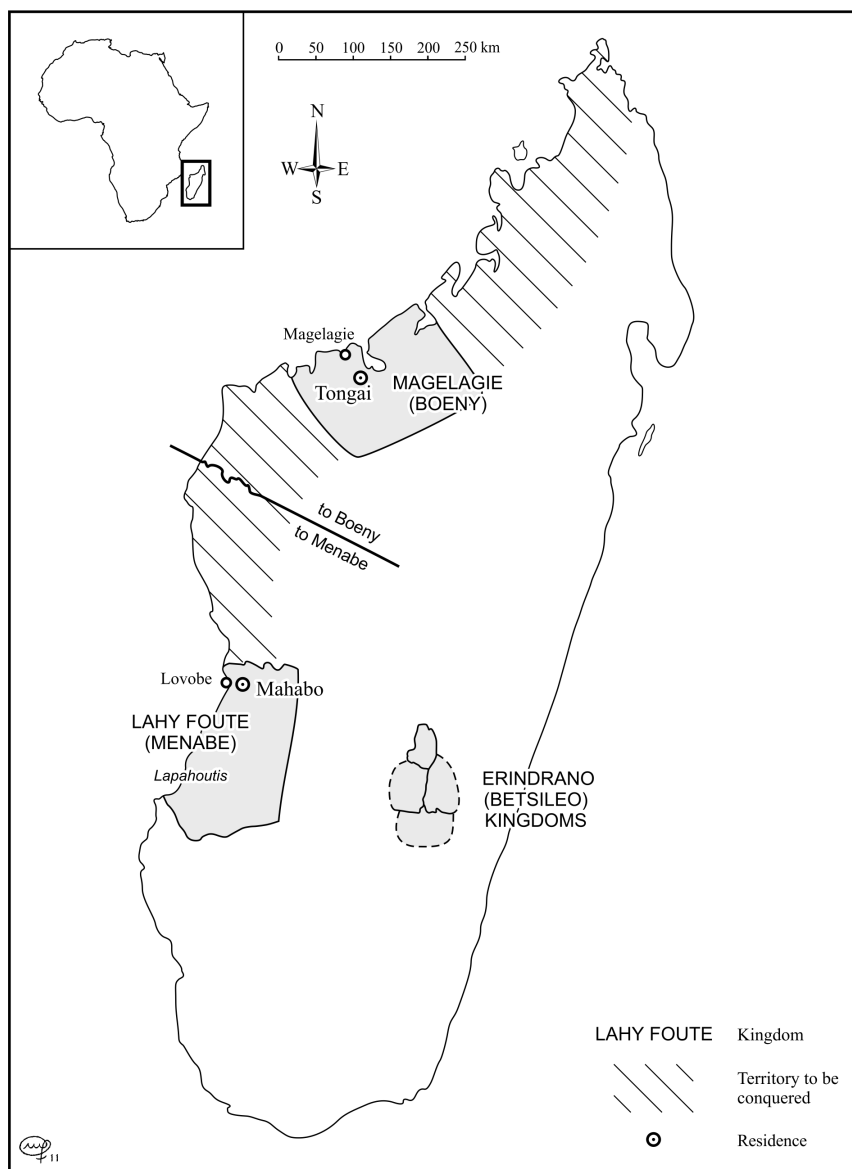 0 50 100 150 200 250 km
N
W E
S
Magelagie
Tongai
MAGELAGIE
(BOENY)
to Boeny
to Menabe
Lovobe
Mahabo
LAHY FOUTE
(MENABE)
Lapahoutis
ERINDRANO
(BETSILEO)
KINGDOMS
LAHY FOUTE Kingdom
Territory to be
conquered
Residence
11